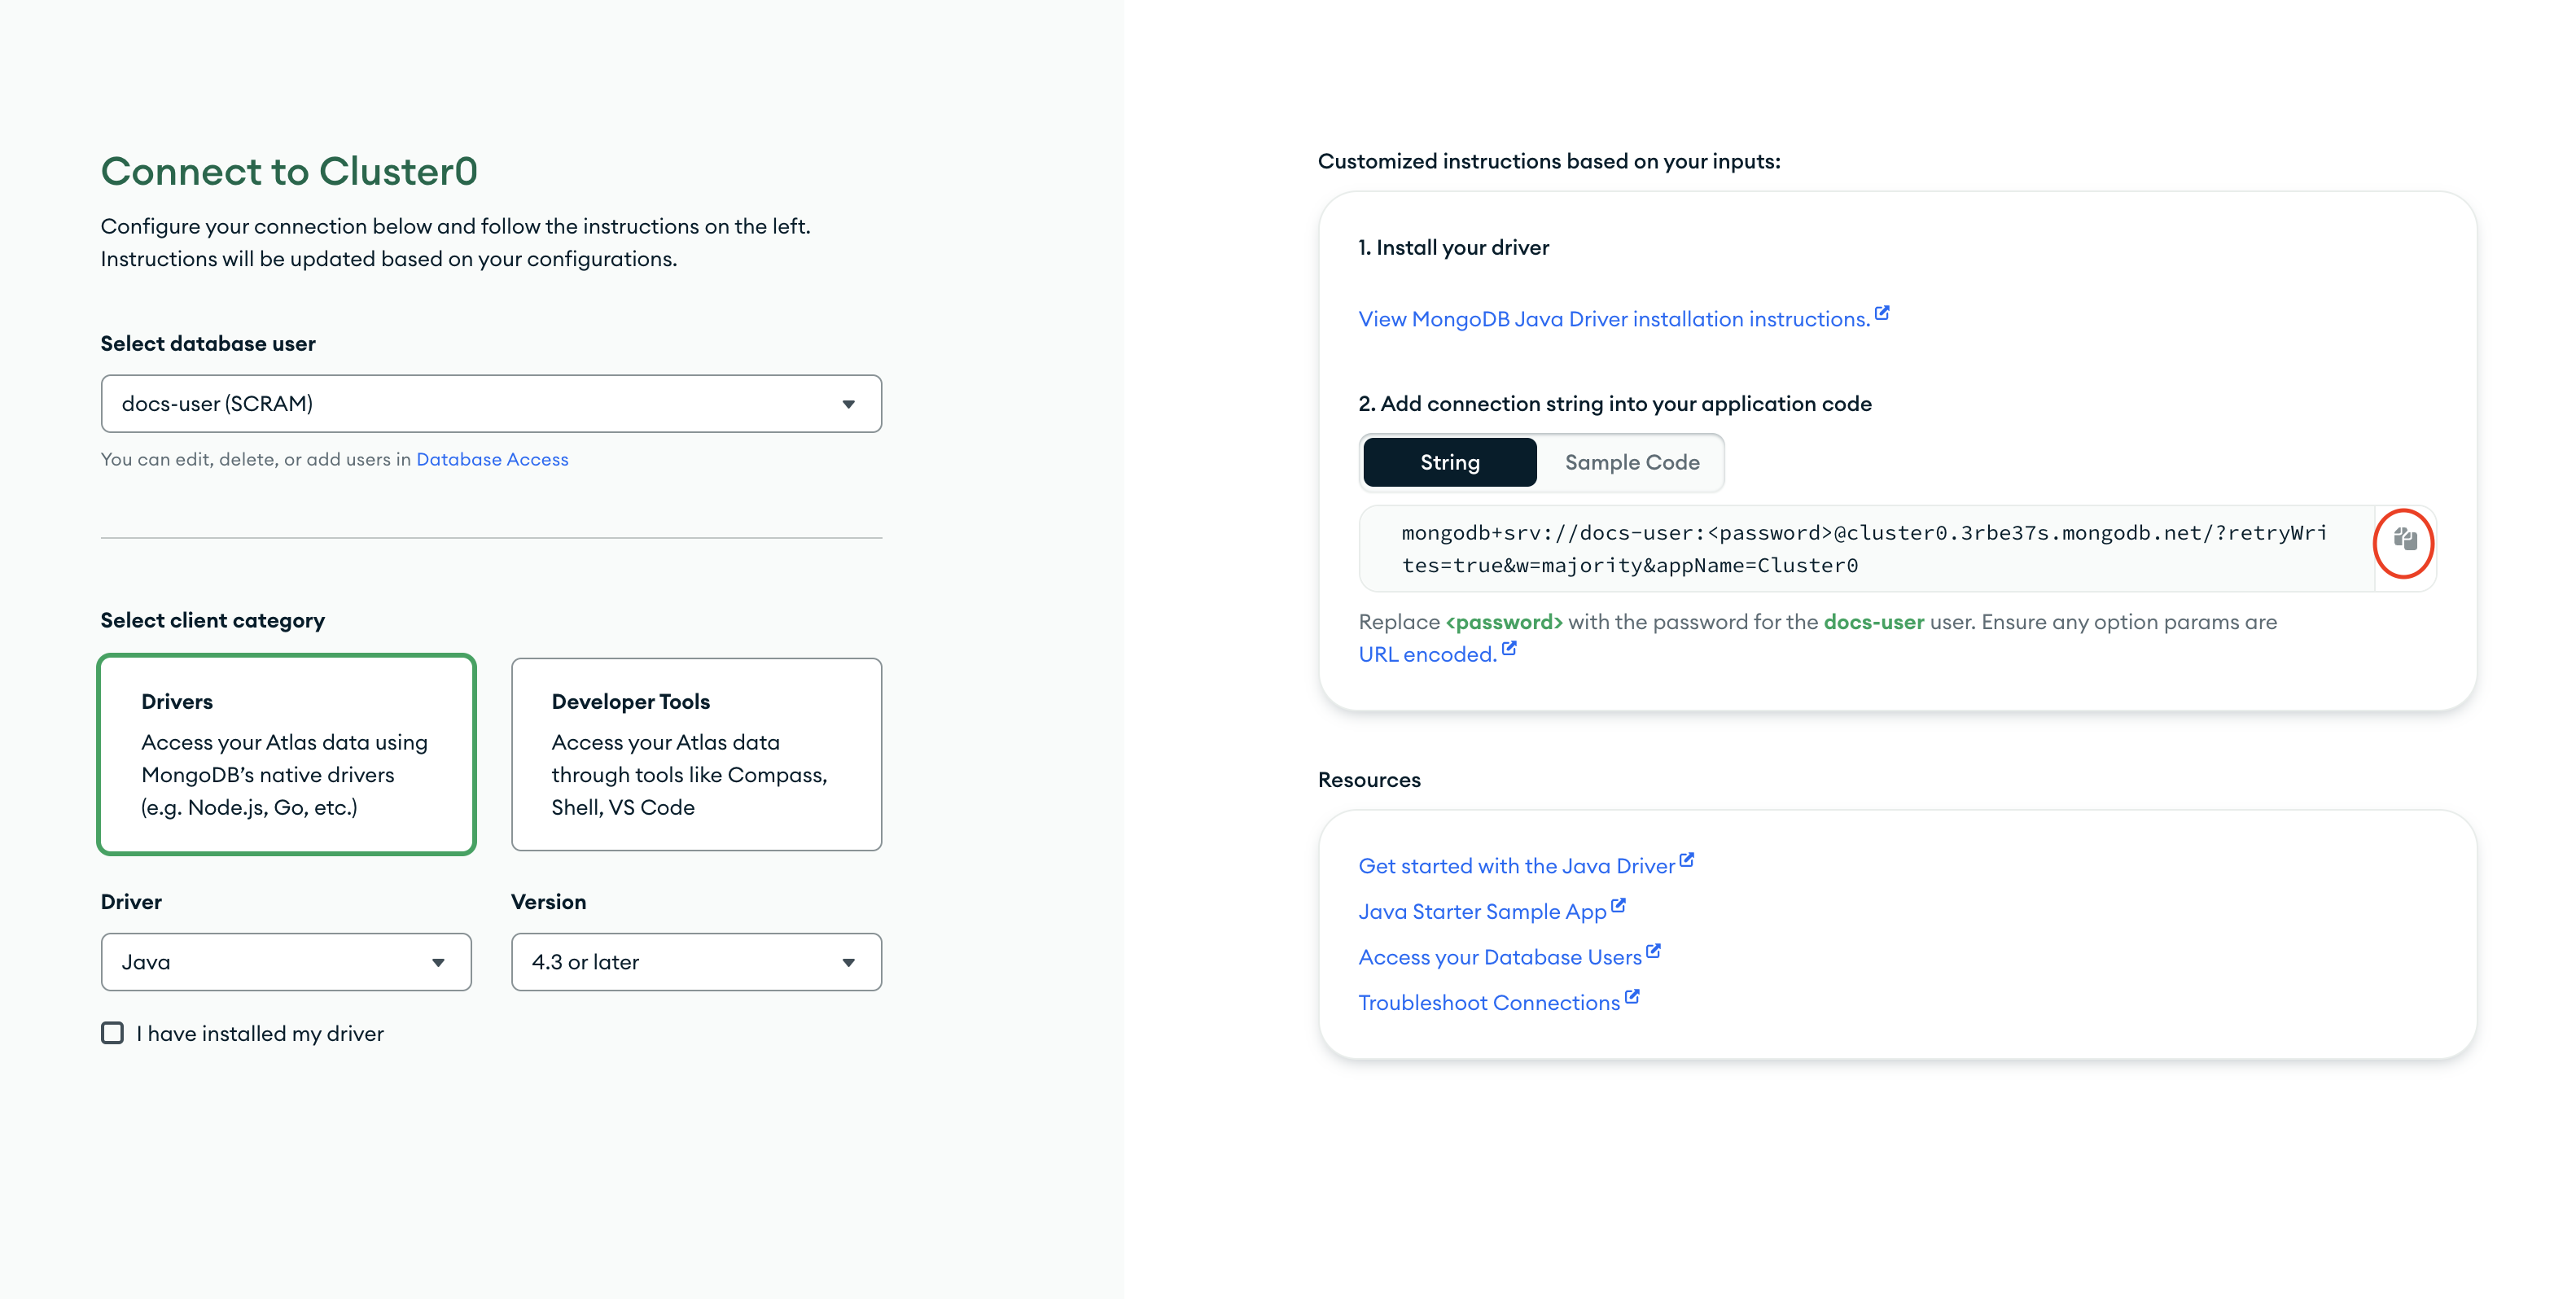 Connect to Cluster0
Configure your connection below and follow the instructions on the left.
Instructions will be updated based on your configurations.
Select database user
docs-user (SCRAM)
You can edit, delete, or add users in Database Access
Select client category
Drivers
Access your Atlas data using
MongoDB’s native drivers
(e.g. Node.js, Go, etc.)
Developer Tools
Access your Atlas data
through tools like Compass,
Shell, VS Code
Driver
Version
Java
4.3 or later
I have installed my driver
Customized instructions based on your inputs:
1. Install your driver
View MongoDB Java Driver installation instructions.
2. Add connection string into your application code
String
Sample Code
mongodb+srv://docs-user:<password>@cluster0.3rbe37s.mongodb.net/?retryWri
tes=true&w=majority&appName=Cluster0
Replace <password> with the password for the docs-user user. Ensure any option params are
URL encoded.
Resources
Get started with the Java Driver
Java Starter Sample App
Access your Database Users
Troubleshoot Connections